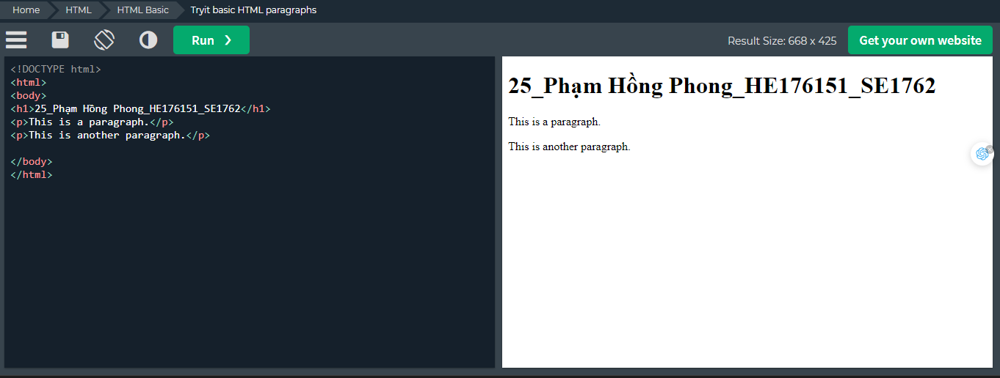 Home HTML HTML Basic Tryit basic HTML paragraphs
Run ❯ Result Size: 668 x 425 Get your own website
<!DOCTYPE html>
<html>
<body>
<h1>25_Phạm Hồng Phong_HE176151_SE1762</h1>
<p>This is a paragraph.</p>
<p>This is another paragraph.</p>
</body>
</html>
25_Phạm Hồng Phong_HE176151_SE1762
This is a paragraph.
This is another paragraph.